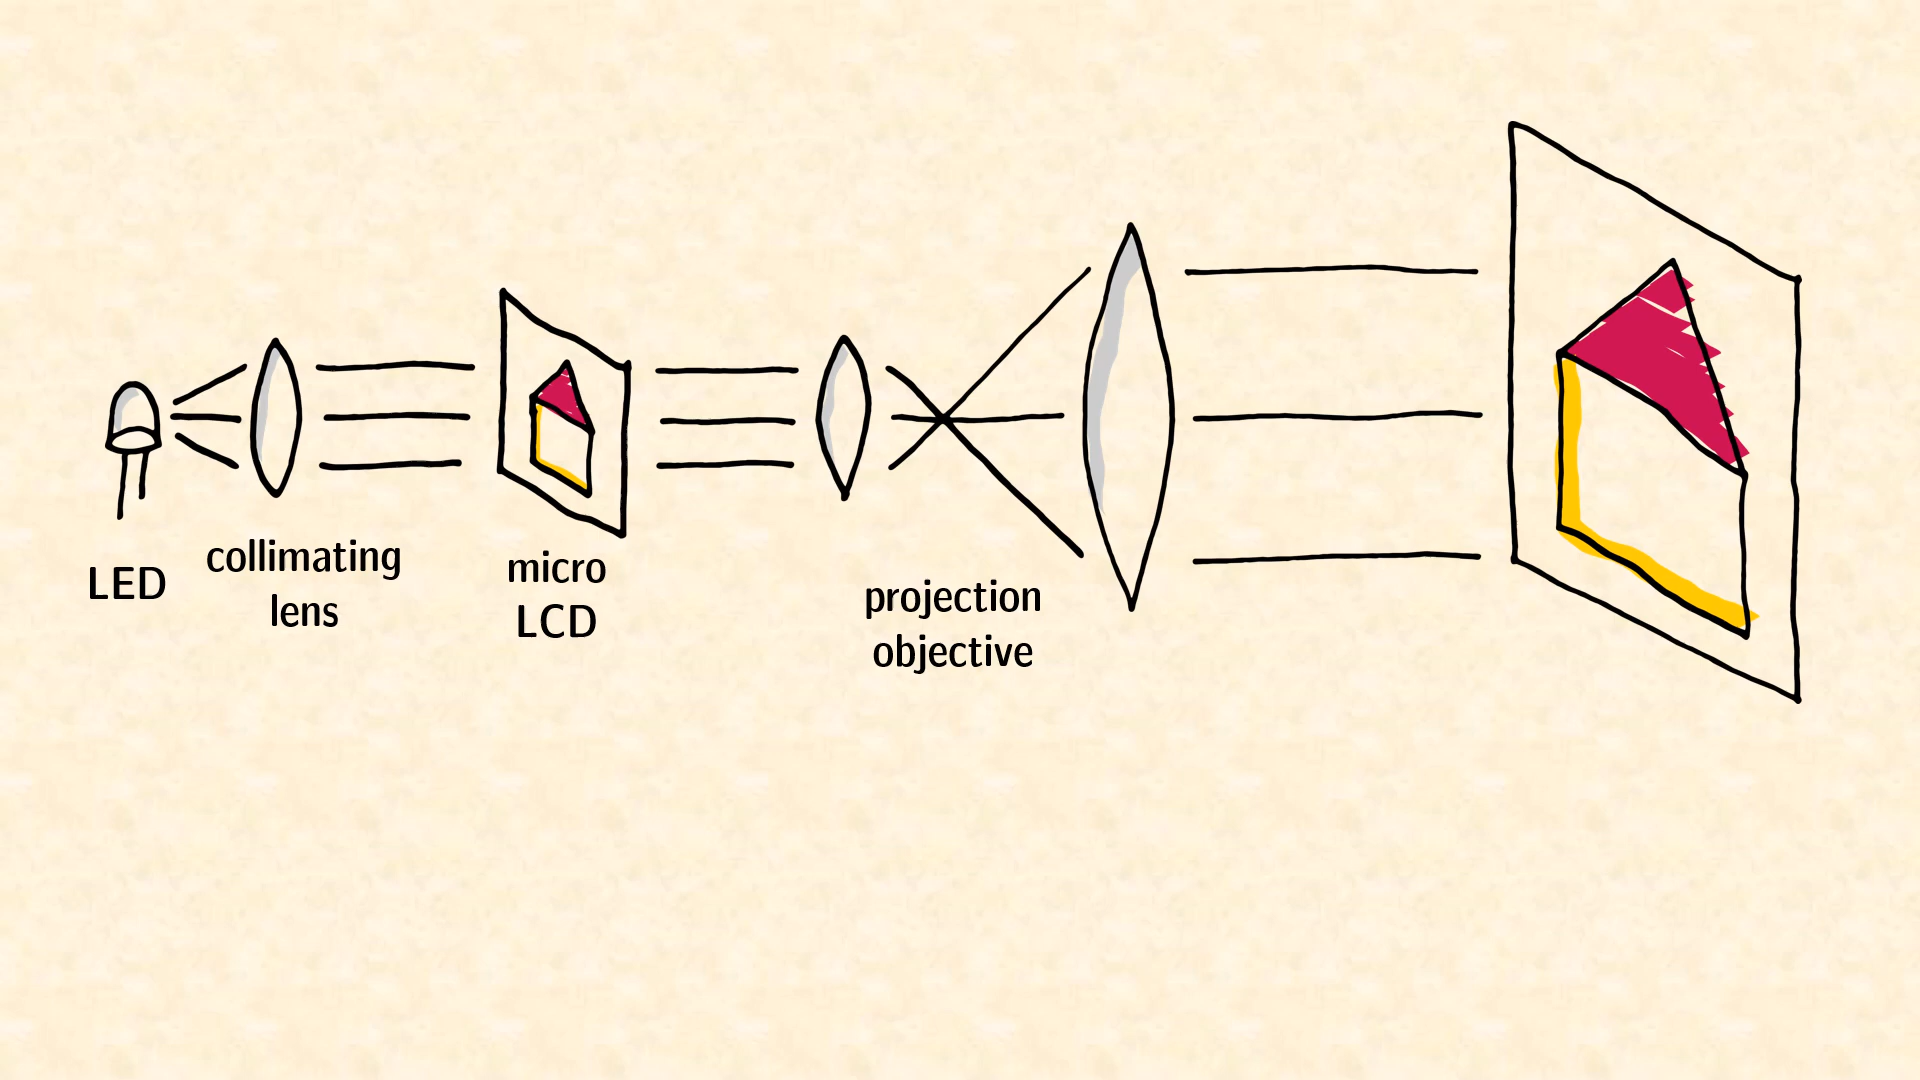 LED
collimating
lens
micro
LCD
projection
objective